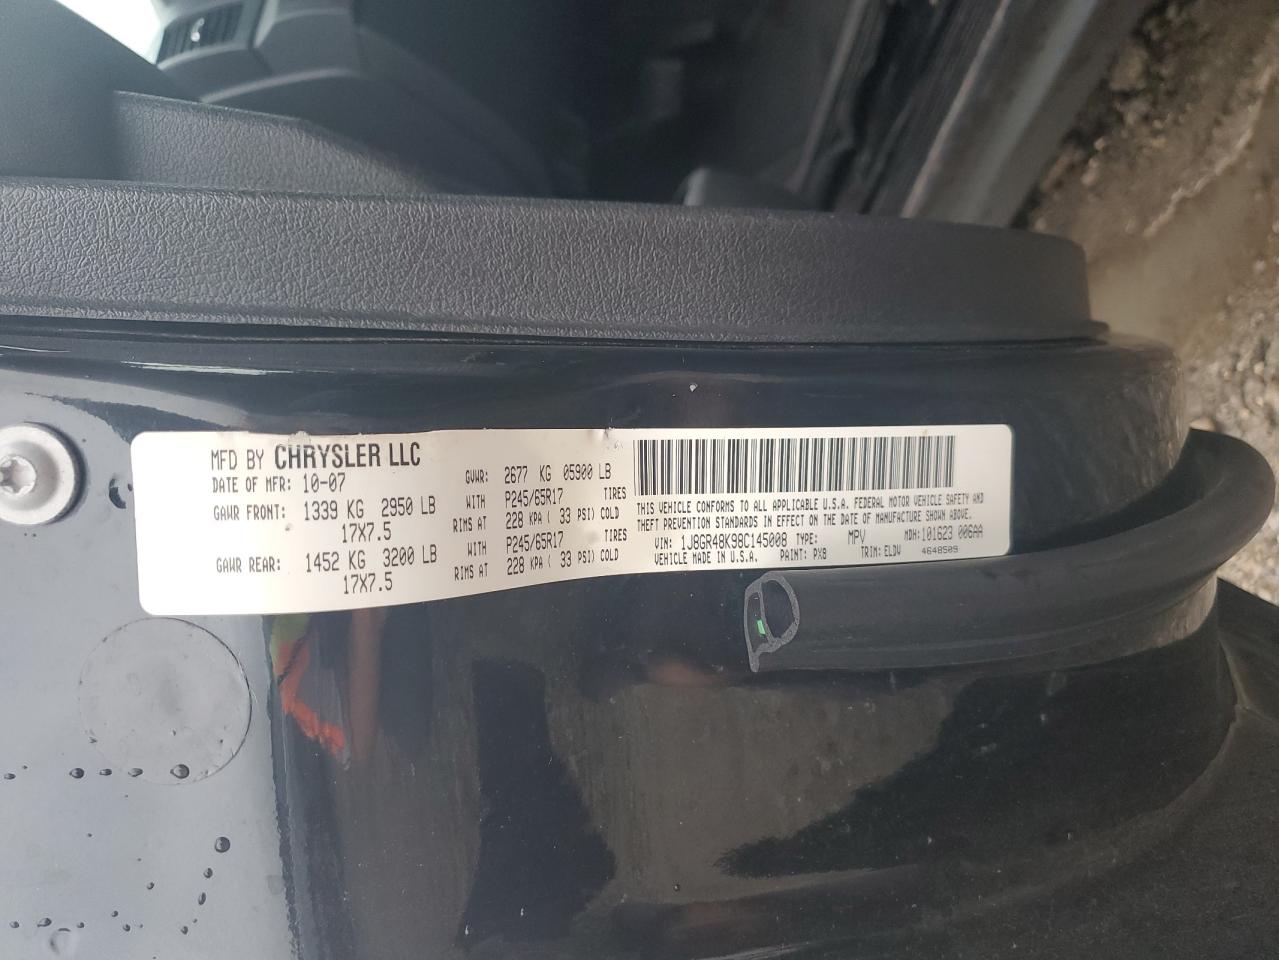 MFD BY CHRYSLER LLC
DATE OF MFR: 10-07 GVWR: 2677 KG 05900 LB
GAWR FRONT: 1339 KG 2950 LB WITH P245/65R17 TIRES
17X7.5 RIMS AT 228 KPA ( 33 PSI) COLD
GAWR REAR: 1452 KG 3200 LB WITH P245/65R17 TIRES
17X7.5 RIMS AT 228 KPA ( 33 PSI) COLD
THIS VEHICLE CONFORMS TO ALL APPLICABLE U.S.A. FEDERAL MOTOR VEHICLE SAFETY AND
THEFT PREVENTION STANDARDS IN EFFECT ON THE DATE OF MANUFACTURE SHOWN ABOVE.
VIN: 1J8GR48K98C145008 TYPE: MPV MDH: 101623 006AA
VEHICLE MADE IN U.S.A. PAINT: PX8 TRIM: ELDV 4648509